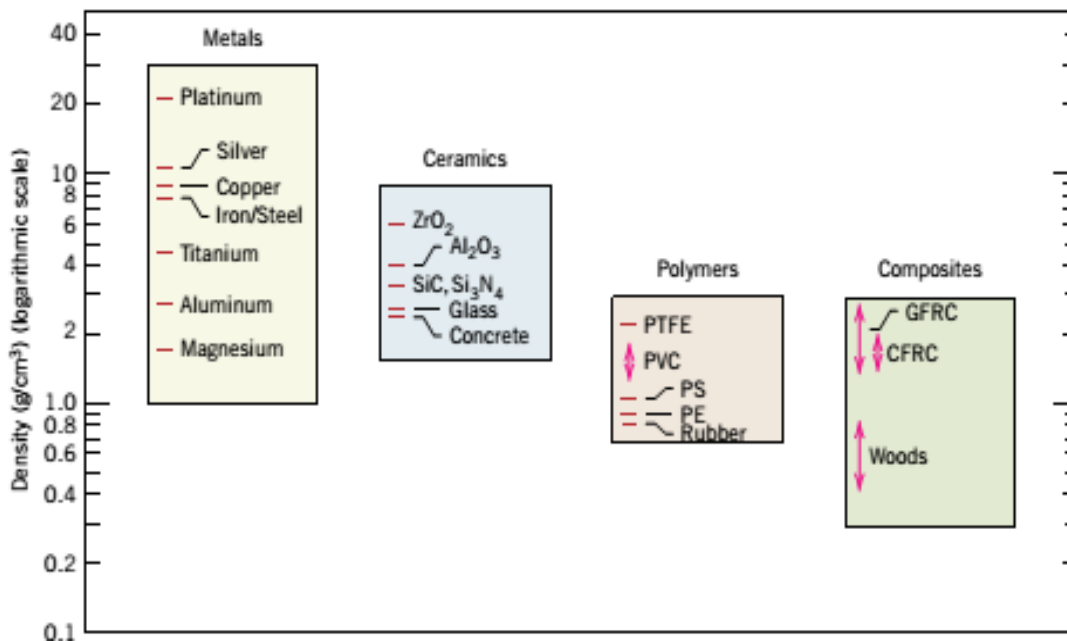 Density (g/cm³) (logarithmic scale)
40
20
10
8
6
4
2
1.0
0.8
0.6
0.4
0.2
0.1
Metals
Platinum
Silver
Copper
Iron/Steel
Titanium
Aluminum
Magnesium
Ceramics
ZrO₂
Al₂O₃
SiC, Si₃N₄
Glass
Concrete
Polymers
PTFE
PVC
PS
PE
Rubber
Composites
GFRC
CFRC
Woods